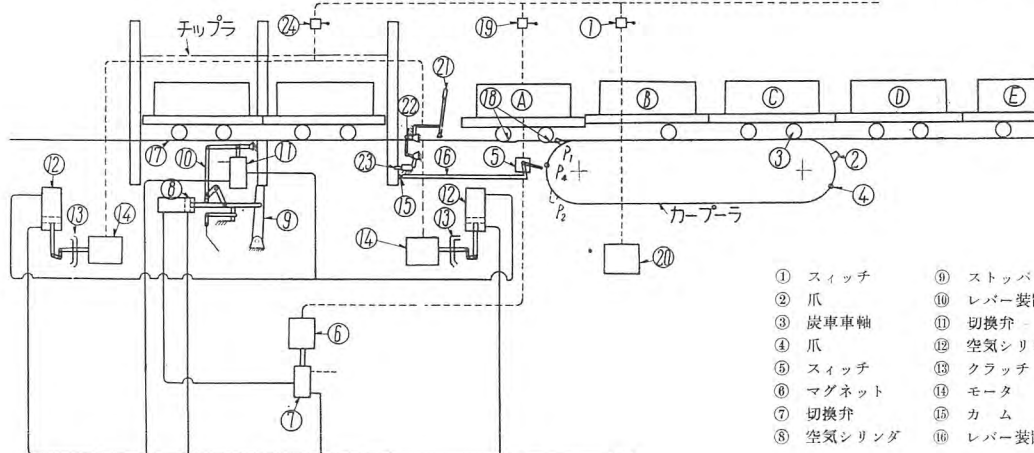 チップラ
㉔
⑲
①
㉑
⑱
Ⓐ
Ⓑ
Ⓒ
Ⓓ
Ⓔ
㉒
⑰
⑩
⑪
㉓
⑯
⑤
P₁
P₄
P₂
③
②
④
⑫
⑧
⑨
⑮
⑫
カープーラ
⑬
⑭
⑭
⑬
⑳
⑥
⑦
① スィッチ
② 爪
③ 炭車車軸
④ 爪
⑤ スィッチ
⑥ マグネット
⑦ 切換弁
⑧ 空気シリンダ
⑨ ストッパ
⑩ レバー装
⑪ 切換弁
⑫ 空気シリ
⑬ クラッチ
⑭ モータ
⑮ カム
⑯ レバー装